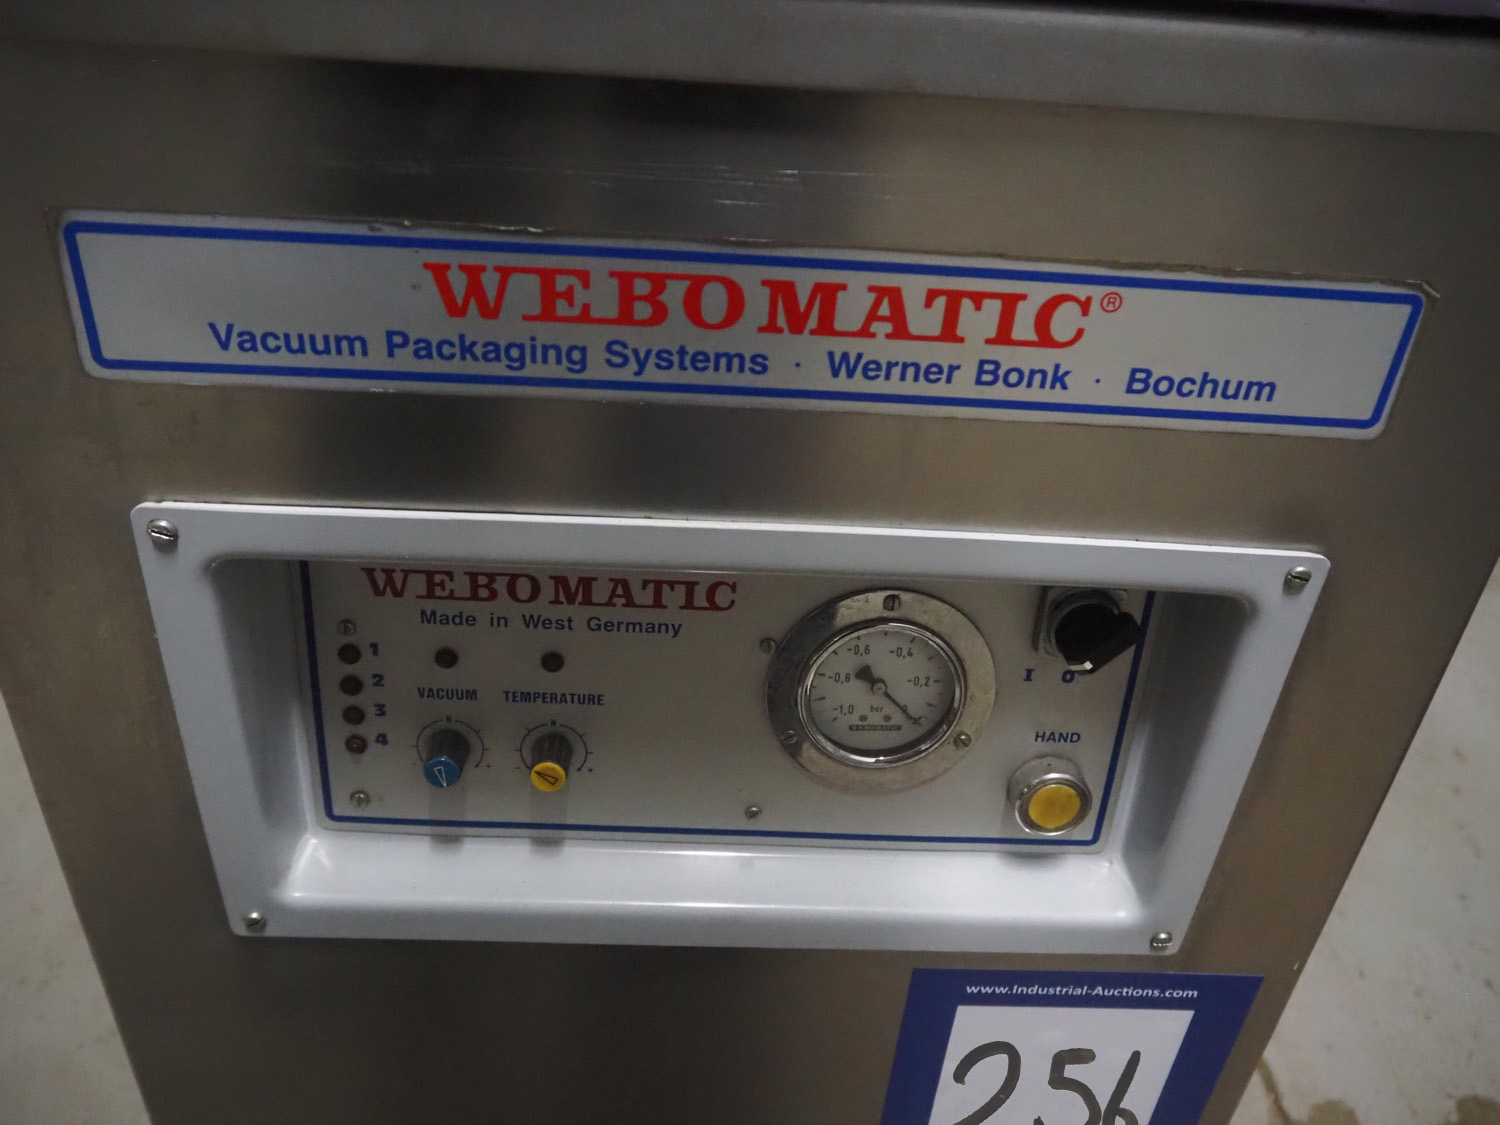 WEBOMATIC®
Vacuum Packaging Systems · Werner Bonk · Bochum
WEBOMATIC
Made in West Germany
1
2
3
4
VACUUM
TEMPERATURE
N
N
- +
- +
-0,6 -0,4
-0,8 -0,2
-1,0 bar 0
WEBOMATIC
I 0
HAND
www.Industrial-Auctions.com
256